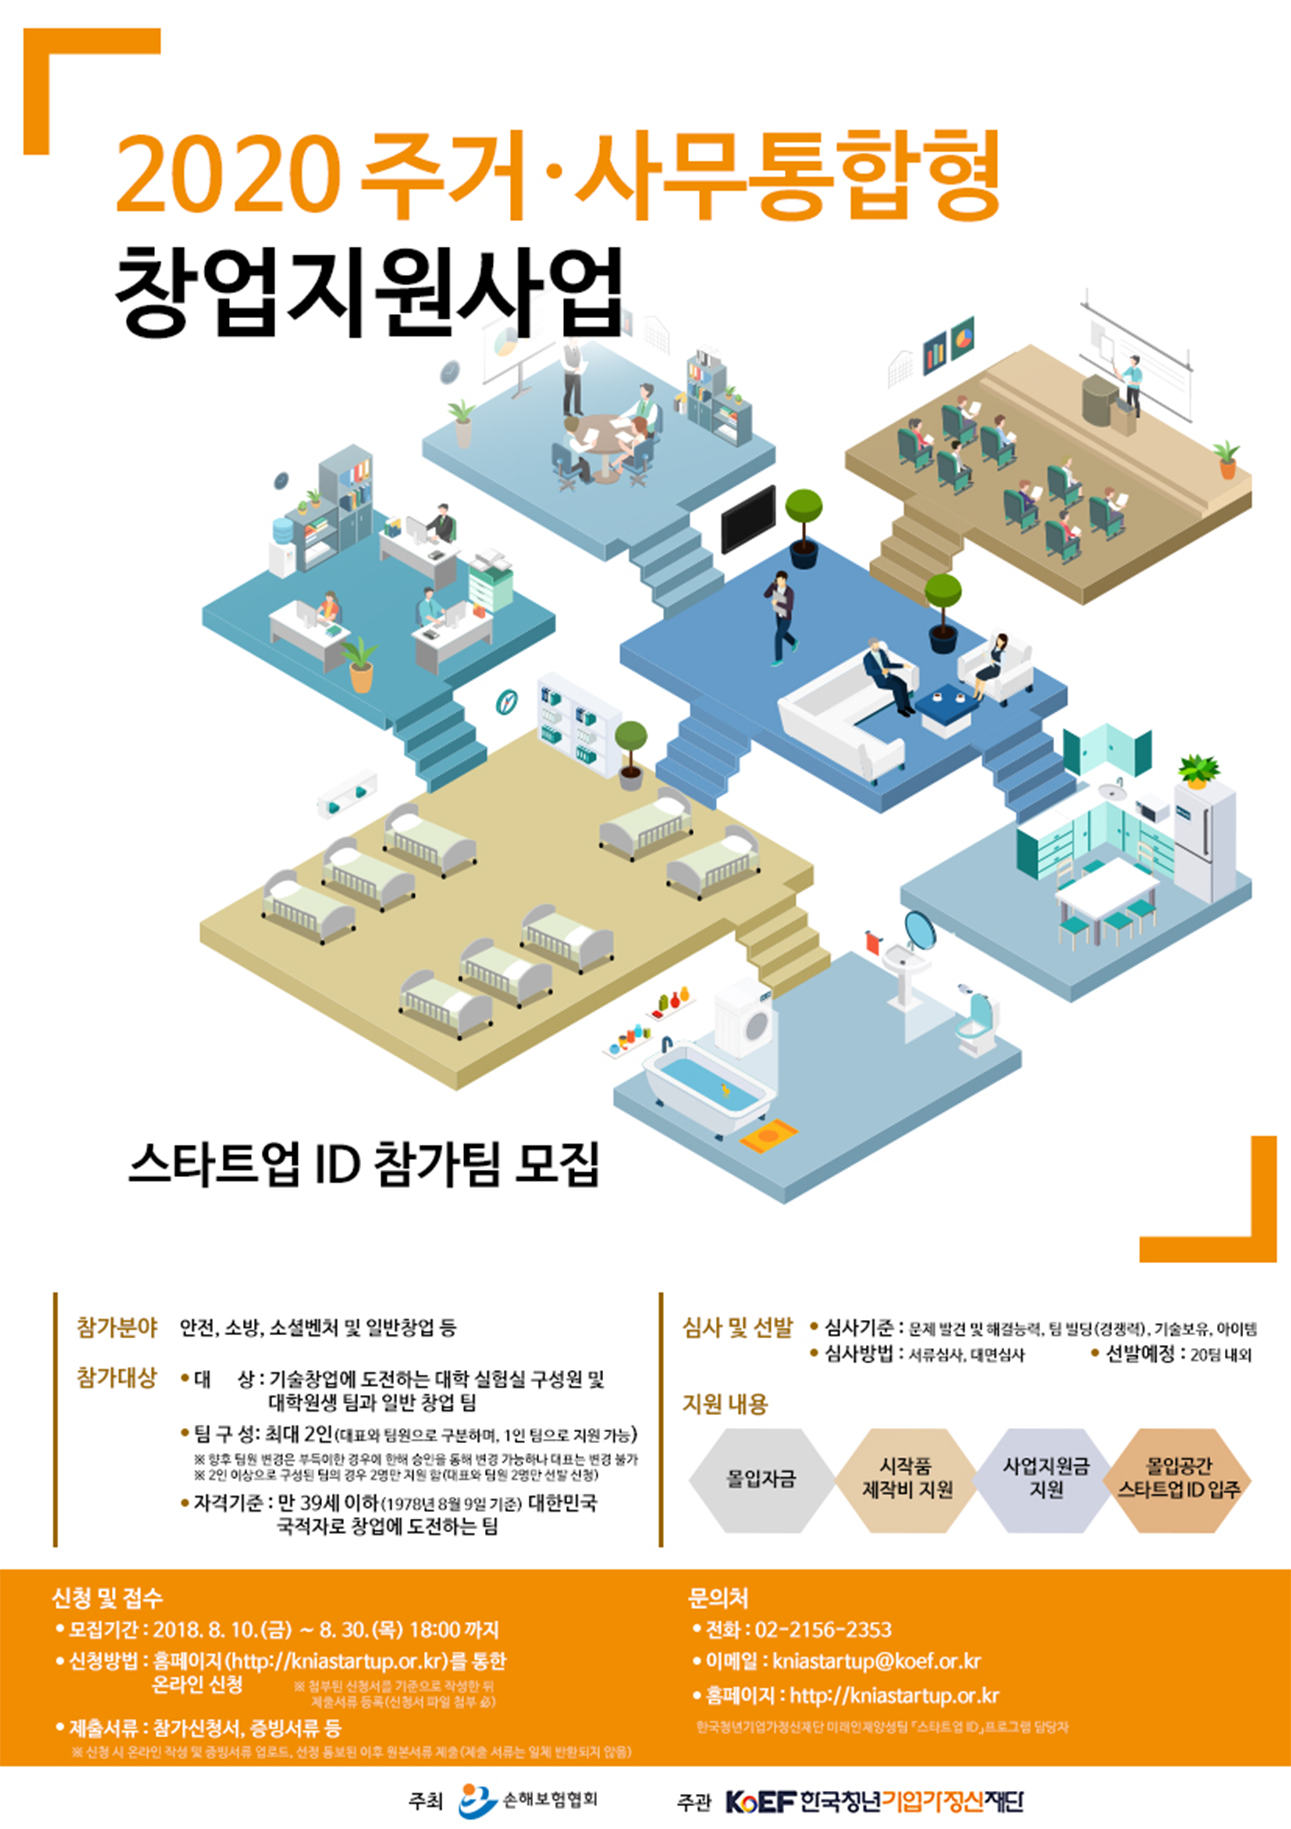 2020 주거·사무통합형
창업지원사업
스타트업 ID 참가팀 모집
참가분야 안전, 소방, 소셜벤처 및 일반창업 등
참가대상 • 대 상 : 기술창업에 도전하는 대학 실험실 구성원 및
대학원생 팀과 일반 창업 팀
• 팀 구 성: 최대 2인(대표와 팀원으로 구분하며, 1인 팀으로 지원 가능)
※ 향후 팀원 변경은 부득이한 경우에 한해 승인을 통해 변경 가능하나 대표는 변경 불가
※ 2인 이상으로 구성된 팀의 경우 2명만 지원 함(대표와 팀원 2명만 선발 신청)
• 자격기준 : 만 39세 이하(1978년 8월 9일 기준) 대한민국
국적자로 창업에 도전하는 팀
심사 및 선발 • 심사기준 : 문제 발견 및 해결능력, 팀 빌딩(경쟁력), 기술보유, 아이템
• 심사방법 : 서류심사, 대면심사 • 선발예정 : 20팀 내외
지원 내용
몰입자금
시작품
제작비 지원
사업지원금
지원
몰입공간
스타트업 ID 입주
신청 및 접수
• 모집기간 : 2018. 8. 10.(금) ~ 8. 30.(목) 18:00 까지
• 신청방법 : 홈페이지(http://kniastartup.or.kr)를 통한
온라인 신청 ※ 첨부된 신청서를 기준으로 작성한 뒤
제출서류 등록(신청서 파일 첨부 必)
• 제출서류 : 참가신청서, 증빙서류 등
※ 신청 시 온라인 작성 및 증빙서류 업로드, 선정 통보된 이후 원본서류 제출(제출 서류는 일체 반환되지 않음)
문의처
• 전화 : 02-2156-2353
• 이메일 : kniastartup@koef.or.kr
• 홈페이지 : http://kniastartup.or.kr
한국청년기업가정신재단 미래인재양성팀 「스타트업 ID」프로그램 담당자
주최 손해보험협회 주관 KOEF 한국청년기업가정신재단